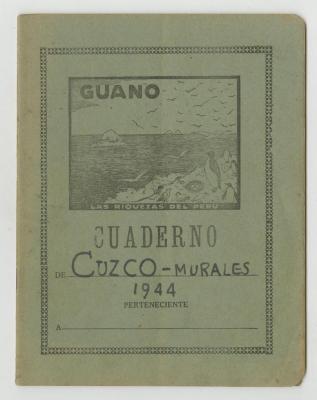 GUANO
LAS RIQUEZAS DEL PERU
CUADERNO
DE CUZCO-MURALES
1944
PERTENECIENTE
A